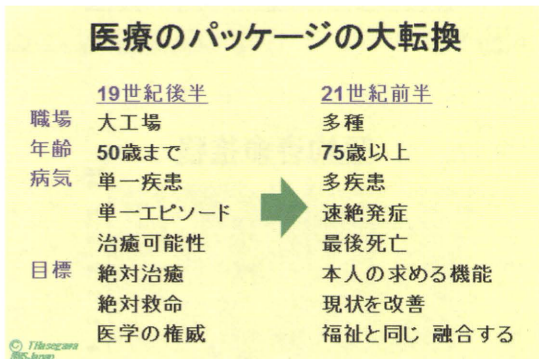 医療のパッケージの大転換
19世紀後半 21世紀前半
職場 大工場 多種
年齢 50歳まで 75歳以上
病気 単一疾患 多疾患
単一エピソード 速絶発症
治癒可能性 最後死亡
目標 絶対治癒 本人の求める機能
絶対救命 現状を改善
医学の権威 福祉と同じ 融合する
© THasegawa